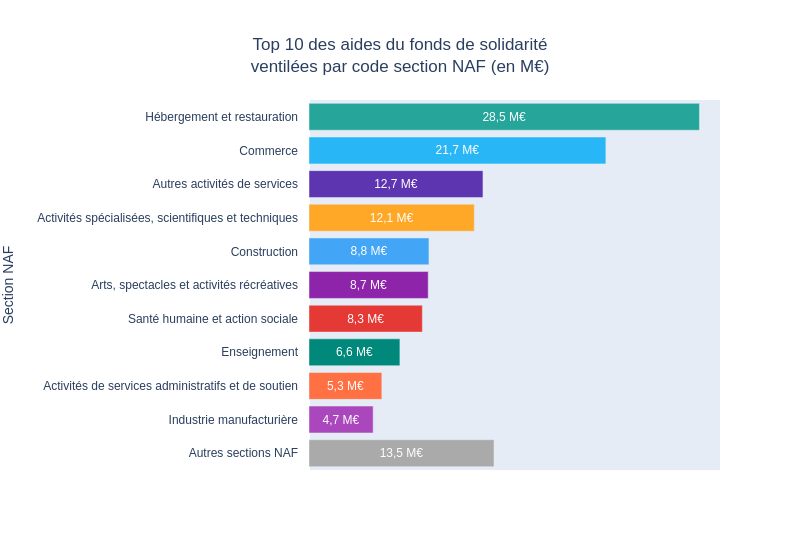 Top 10 des aides du fonds de solidarité
ventilées par code section NAF (en M€)
Section NAF
Hébergement et restauration 28,5 M€
Commerce 21,7 M€
Autres activités de services 12,7 M€
Activités spécialisées, scientifiques et techniques 12,1 M€
Construction 8,8 M€
Arts, spectacles et activités récréatives 8,7 M€
Santé humaine et action sociale 8,3 M€
Enseignement 6,6 M€
Activités de services administratifs et de soutien 5,3 M€
Industrie manufacturière 4,7 M€
Autres sections NAF 13,5 M€